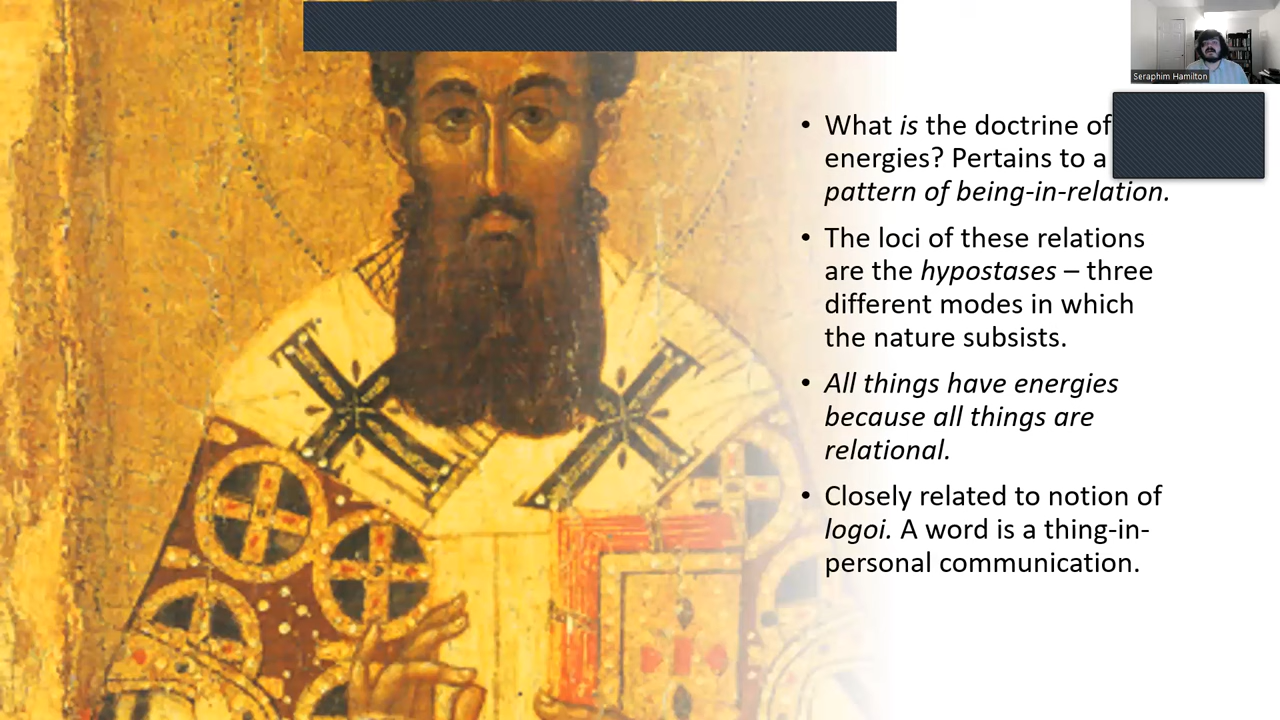 Seraphim Hamilton
• What is the doctrine of
energies? Pertains to a
pattern of being-in-relation.
• The loci of these relations
are the hypostases – three
different modes in which
the nature subsists.
• All things have energies
because all things are
relational.
• Closely related to notion of
logoi. A word is a thing-in-
personal communication.